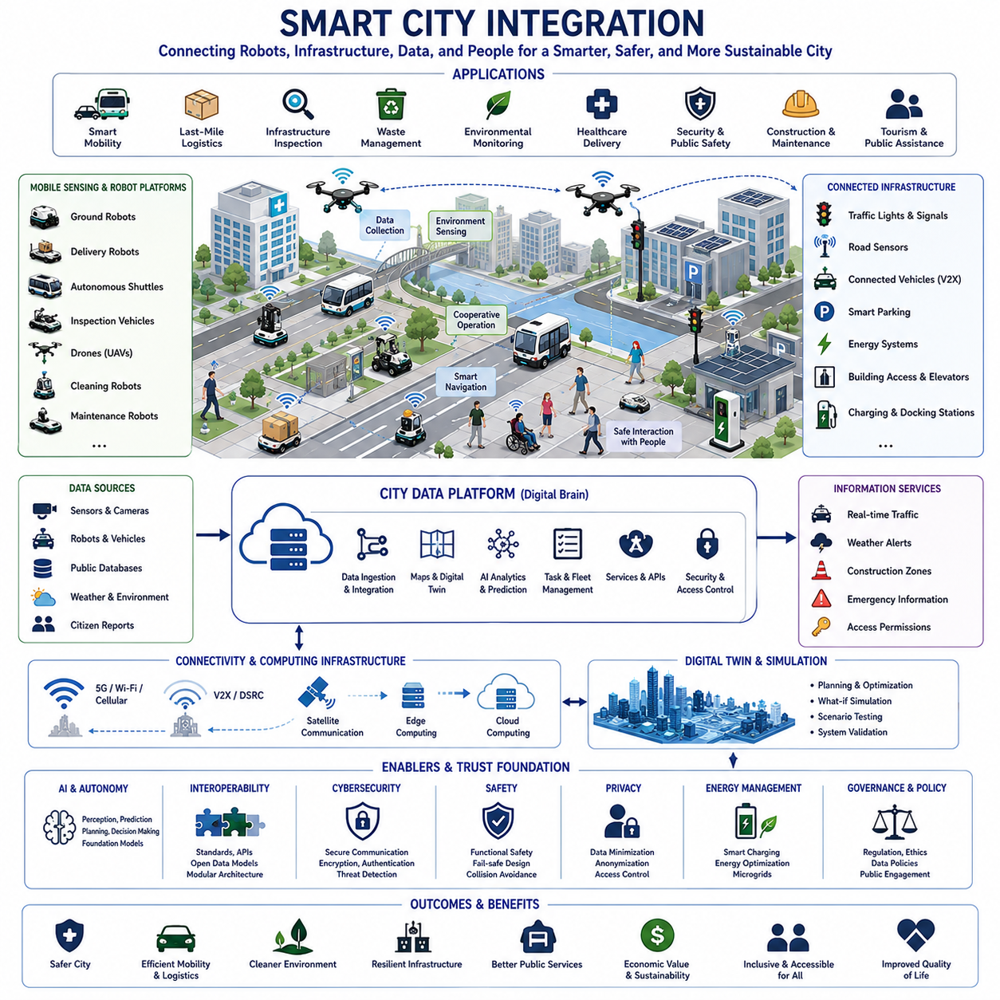 SMART CITY INTEGRATION
Connecting Robots, Infrastructure, Data, and People for a Smarter, Safer, and More Sustainable City
APPLICATIONS
Smart
Mobility
Last-Mile
Logistics
Infrastructure
Inspection
Waste
Management
Environmental
Monitoring
Healthcare
Delivery
Security &
Public Safety
Construction &
Maintenance
Tourism &
Public Assistance
MOBILE SENSING & ROBOT PLATFORMS
Ground Robots
Delivery Robots
Autonomous Shuttles
Inspection Vehicles
Drones (UAVs)
Cleaning Robots
Maintenance Robots
...
Data
Collection
Environment
Sensing
Cooperative
Operation
Smart
Navigation
Safe Interaction
with People
P
P
CONNECTED INFRASTRUCTURE
Traffic Lights & Signals
Road Sensors
Connected Vehicles (V2X)
P
Smart Parking
Energy Systems
Building Access & Elevators
Charging & Docking Stations
...
DATA SOURCES
Sensors & Cameras
Robots & Vehicles
Public Databases
Weather & Environment
Citizen Reports
CITY DATA PLATFORM (Digital Brain)
Data Ingestion
& Integration
Maps & Digital
Twin
AI Analytics
& Prediction
Task & Fleet
Management
Services & APIs
Security &
Access Control
INFORMATION SERVICES
Real-time Traffic
Weather Alerts
Construction Zones
Emergency Information
Access Permissions
CONNECTIVITY & COMPUTING INFRASTRUCTURE
5G / Wi-Fi /
Cellular
V2X / DSRC
Satellite
Communication
Edge
Computing
Cloud
Computing
DIGITAL TWIN & SIMULATION
• Planning & Optimization
• What-if Simulation
• Scenario Testing
• System Validation
ENABLERS & TRUST FOUNDATION
AI & AUTONOMY
Perception, Prediction
Planning, Decision Making
Foundation Models
INTEROPERABILITY
Standards, APIs
Open Data Models
Modular Architecture
CYBERSECURITY
Secure Communication
Encryption, Authentication
Threat Detection
SAFETY
Functional Safety
Fail-safe Design
Collision Avoidance
PRIVACY
Data Minimization
Anonymization
Access Control
ENERGY MANAGEMENT
Smart Charging
Energy Optimization
Microgrids
GOVERNANCE & POLICY
Regulation, Ethics
Data Policies
Public Engagement
OUTCOMES & BENEFITS
Safer City
Efficient Mobility
& Logistics
Cleaner Environment
Resilient Infrastructure
Better Public Services
$
Economic Value
& Sustainability
Inclusive & Accessible
for All
Improved Quality
of Life